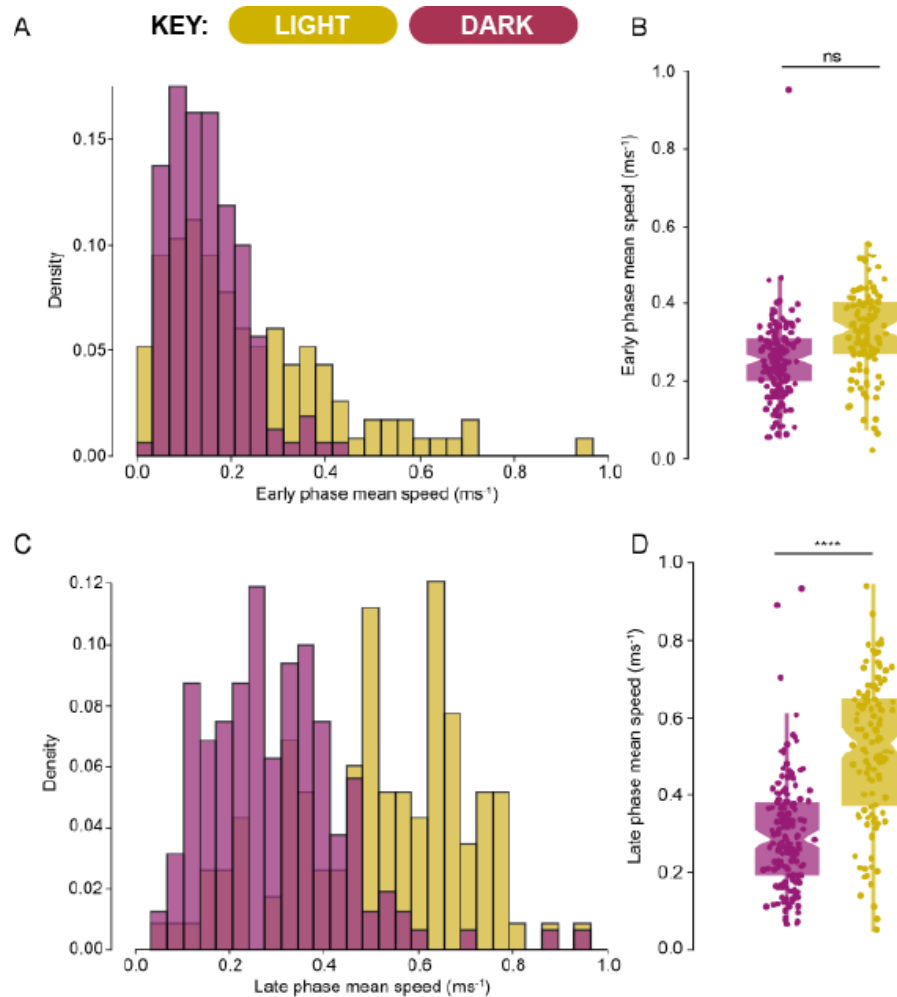 A
KEY: LIGHT DARK
B
ns
1.0
0.8
0.6
0.4
0.2
0.0
Early phase mean speed (ms⁻¹)
0.15
0.10
0.05
0.00
Density
0.0 0.2 0.4 0.6 0.8 1.0
Early phase mean speed (ms⁻¹)
C
0.12
0.10
0.08
0.06
0.04
0.02
0.00
Density
0.0 0.2 0.4 0.6 0.8 1.0
Late phase mean speed (ms⁻¹)
D
****
1.0
0.8
0.6
0.4
0.2
0.0
Late phase mean speed (ms⁻¹)